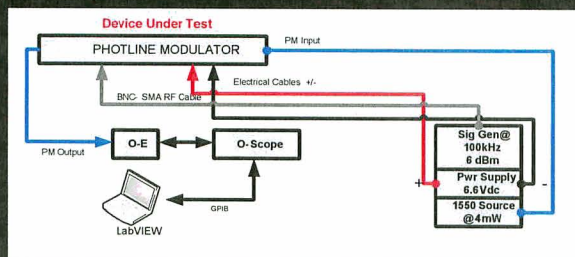 Device Under Test
PHOTLINE MODULATOR
PM Input
Electrical Cables +/-
BNC- SMA RF Cable
PM Output
O-E
O-Scope
Sig Gen@
100kHz
6 dBm
+
Pwr Supply
6.6Vdc
-
1550 Source
@4mW
GPIB
LabVIEW